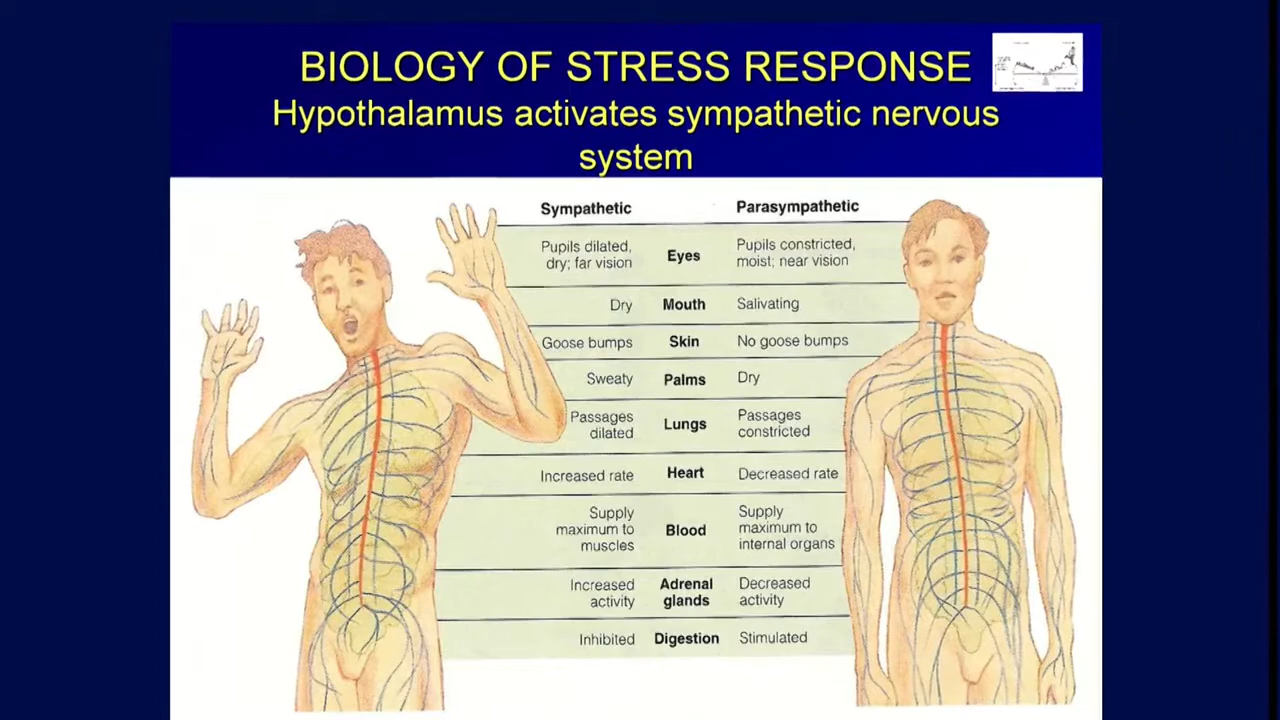 BIOLOGY OF STRESS RESPONSE
Hypothalamus activates sympathetic nervous
system
Sympathetic Parasympathetic
Pupils dilated,
dry; far vision
Eyes
Pupils constricted,
moist; near vision
Dry Mouth Salivating
Goose bumps Skin No goose bumps
Sweaty Palms Dry
Passages
dilated
Lungs
Passages
constricted
Increased rate Heart Decreased rate
Supply
maximum to
muscles
Blood
Supply
maximum to
internal organs
Increased
activity
Adrenal
glands
Decreased
activity
Inhibited Digestion Stimulated